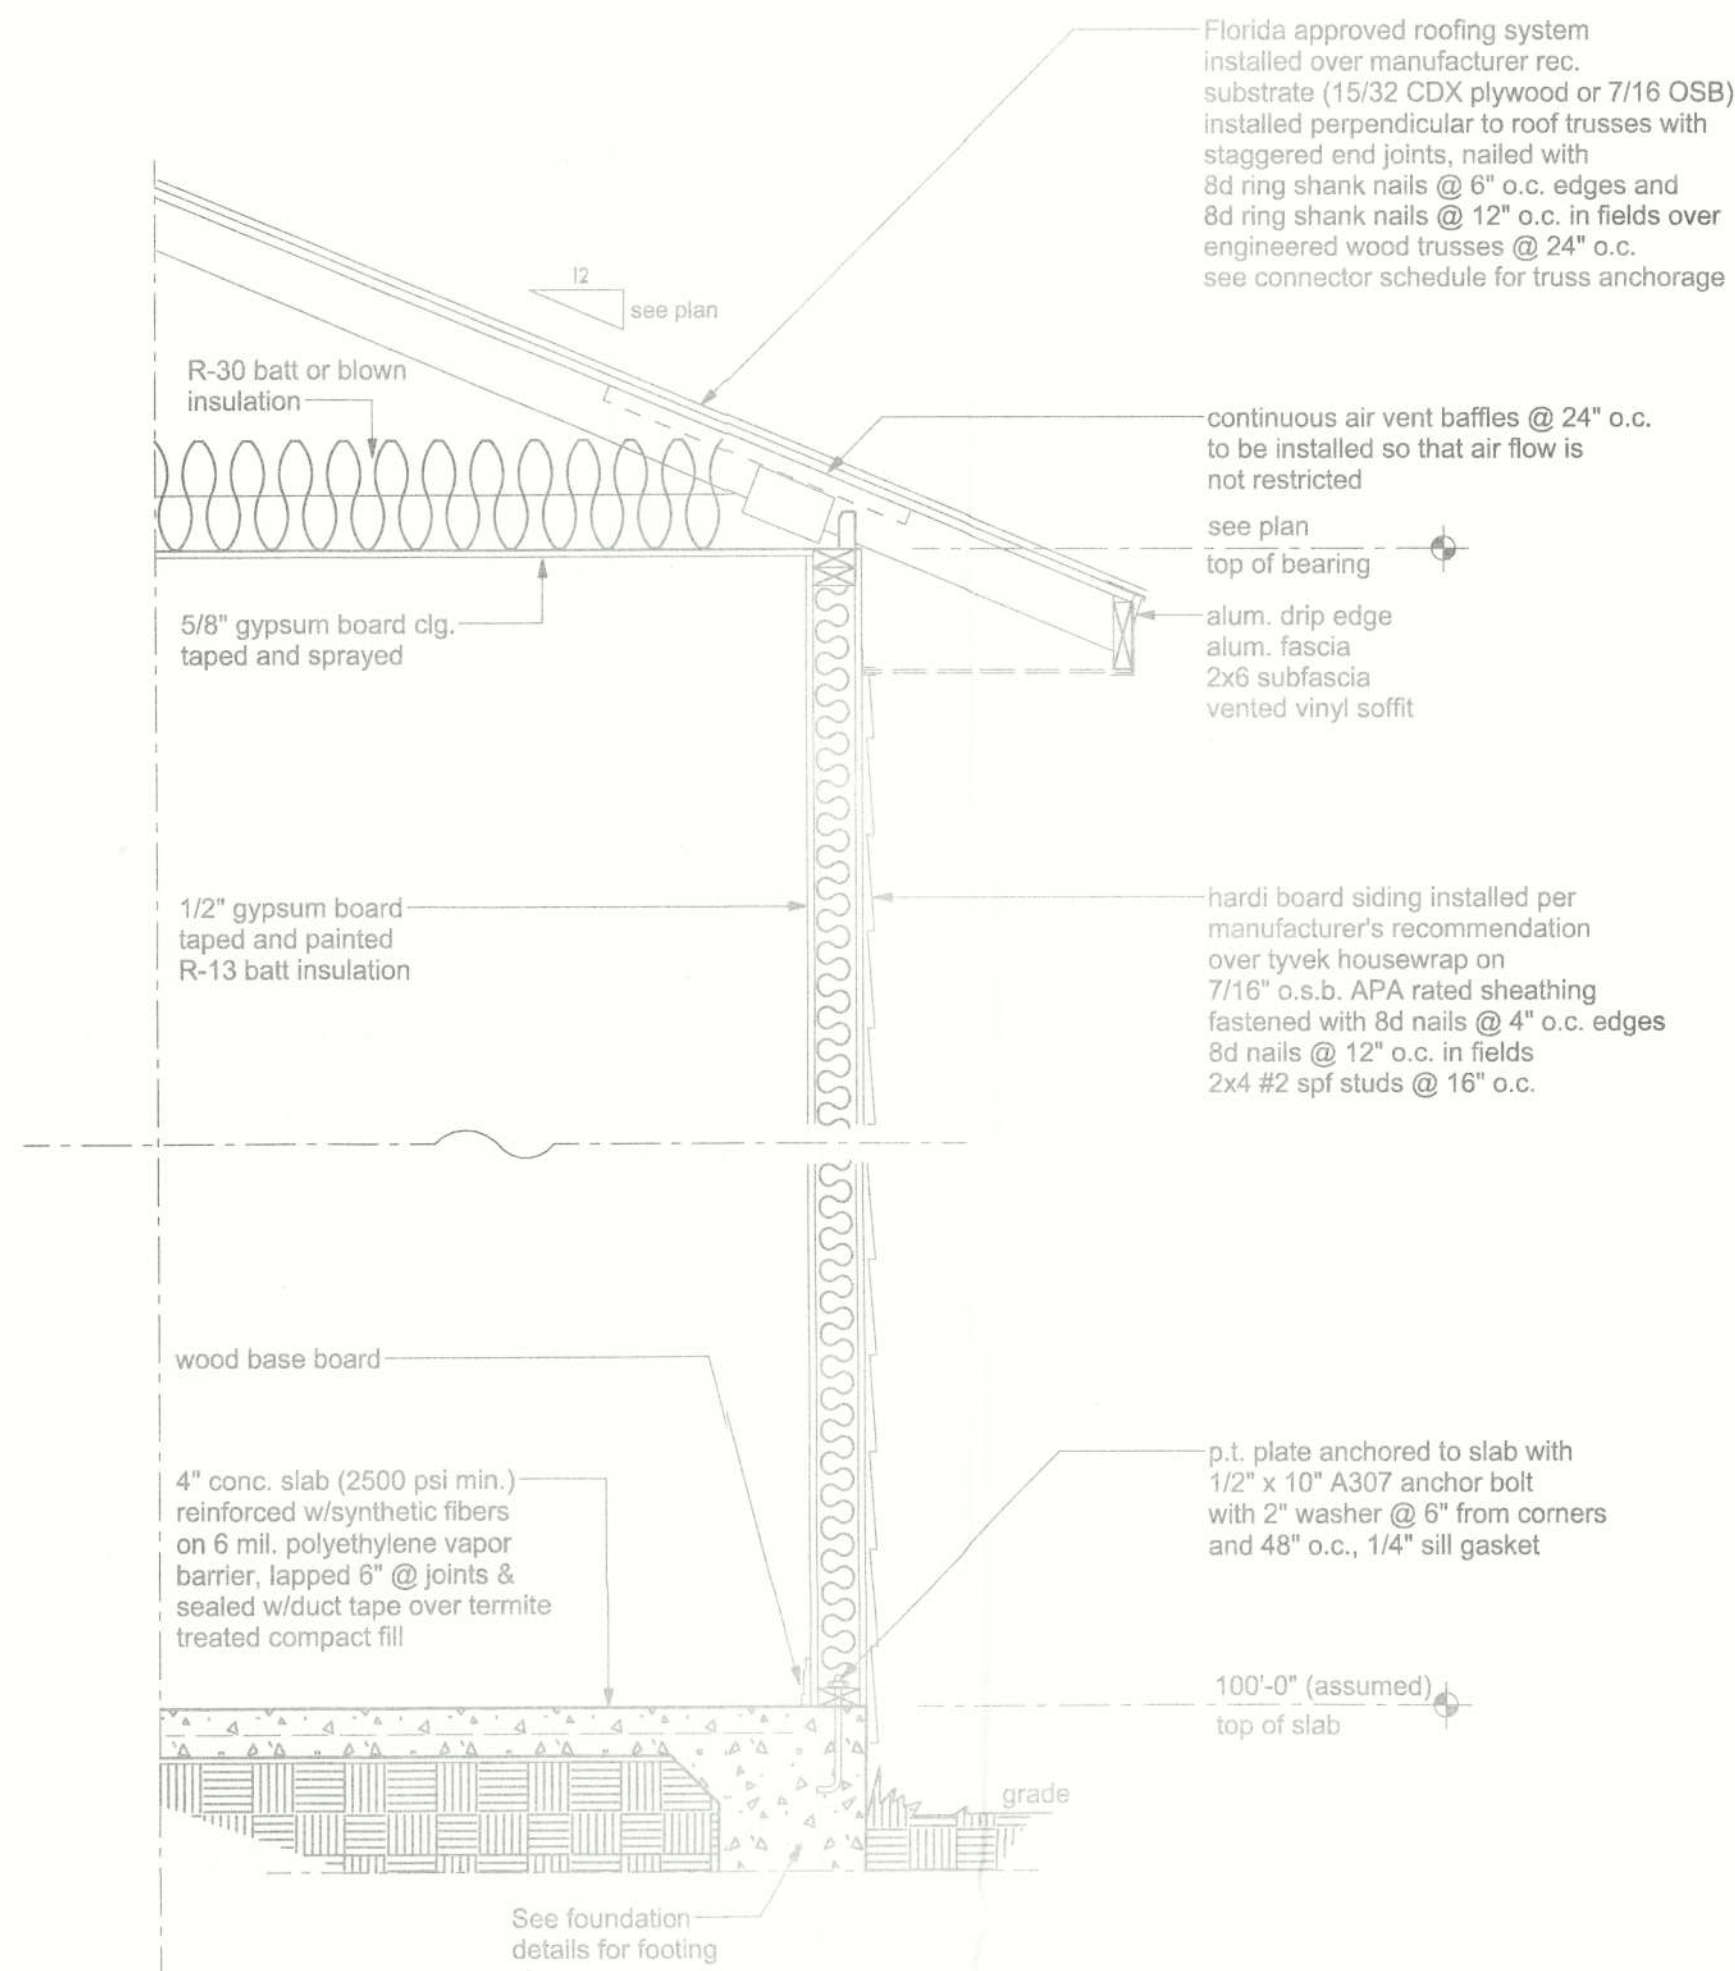 Florida approved roofing system
installed over manufacturer rec.
substrate (15/32 CDX plywood or 7/16 OSB)
installed perpendicular to roof trusses with
staggered end joints, nailed with
8d ring shank nails @ 6" o.c. edges and
8d ring shank nails @ 12" o.c. in fields over
engineered wood trusses @ 24" o.c.
see connector schedule for truss anchorage
12
see plan
R-30 batt or blown
insulation
continuous air vent baffles @ 24" o.c.
to be installed so that air flow is
not restricted
see plan
top of bearing
5/8" gypsum board clg.
taped and sprayed
alum. drip edge
alum. fascia
2x6 subfascia
vented vinyl soffit
1/2" gypsum board
taped and painted
R-13 batt insulation
hardi board siding installed per
manufacturer's recommendation
over tyvek housewrap on
7/16" o.s.b. APA rated sheathing
fastened with 8d nails @ 4" o.c. edges
8d nails @ 12" o.c. in fields
2x4 #2 spf studs @ 16" o.c.
wood base board
4" conc. slab (2500 psi min.)
reinforced w/synthetic fibers
on 6 mil. polyethylene vapor
barrier, lapped 6" @ joints &
sealed w/duct tape over termite
treated compact fill
p.t. plate anchored to slab with
1/2" x 10" A307 anchor bolt
with 2" washer @ 6" from corners
and 48" o.c., 1/4" sill gasket
100'-0" (assumed)
top of slab
grade
See foundation
details for footing